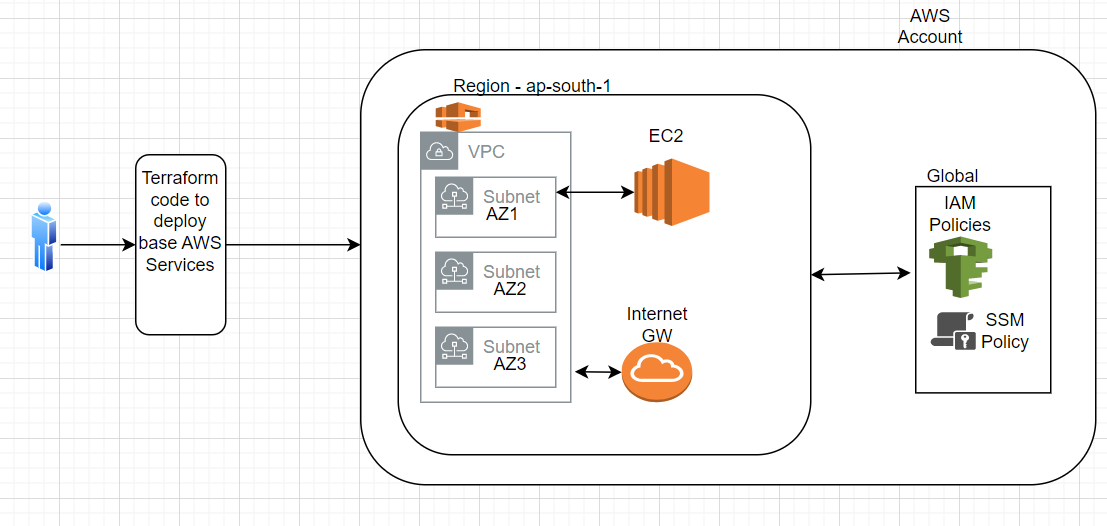 AWS
Account
Region - ap-south-1
VPC
EC2
Subnet
AZ1
Subnet
AZ2
Subnet
AZ3
Internet
GW
Terraform
code to
deploy
base AWS
Services
Global
IAM
Policies
SSM
Policy